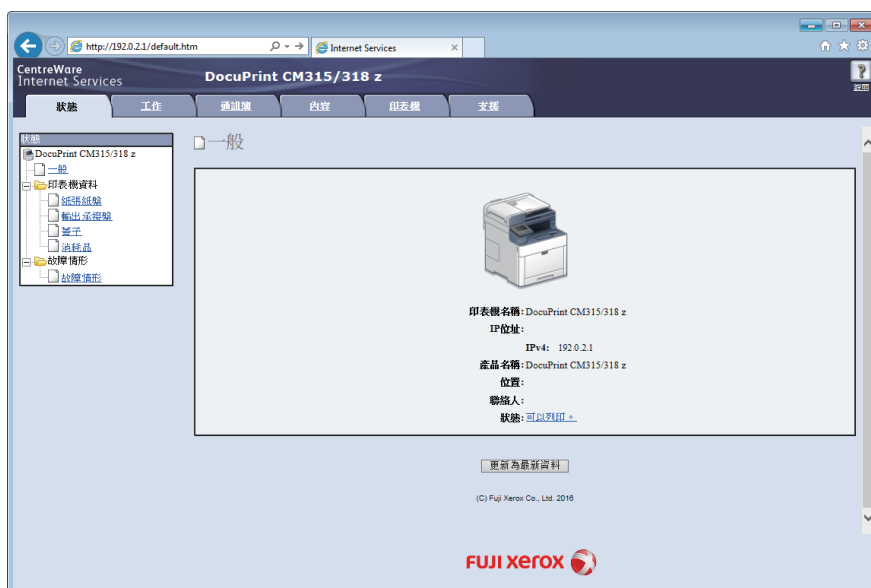 http://192.0.2.1/default.htm
Internet Services
CentreWare
Internet Services
DocuPrint CM315/318 z
說明
狀態
工作
通訊簿
內容
印表機
支援
狀態
DocuPrint CM315/318 z
一般
印表機資料
紙張紙盤
輸出承接盤
蓋子
消耗品
故障情形
故障情形
一般
印表機名稱: DocuPrint CM315/318 z
IP位址:
IPv4: 192.0.2.1
產品名稱: DocuPrint CM315/318 z
位置:
聯絡人:
狀態: 可以列印。
更新為最新資料
(C) Fuji Xerox Co., Ltd. 2016
FUJI XEROX